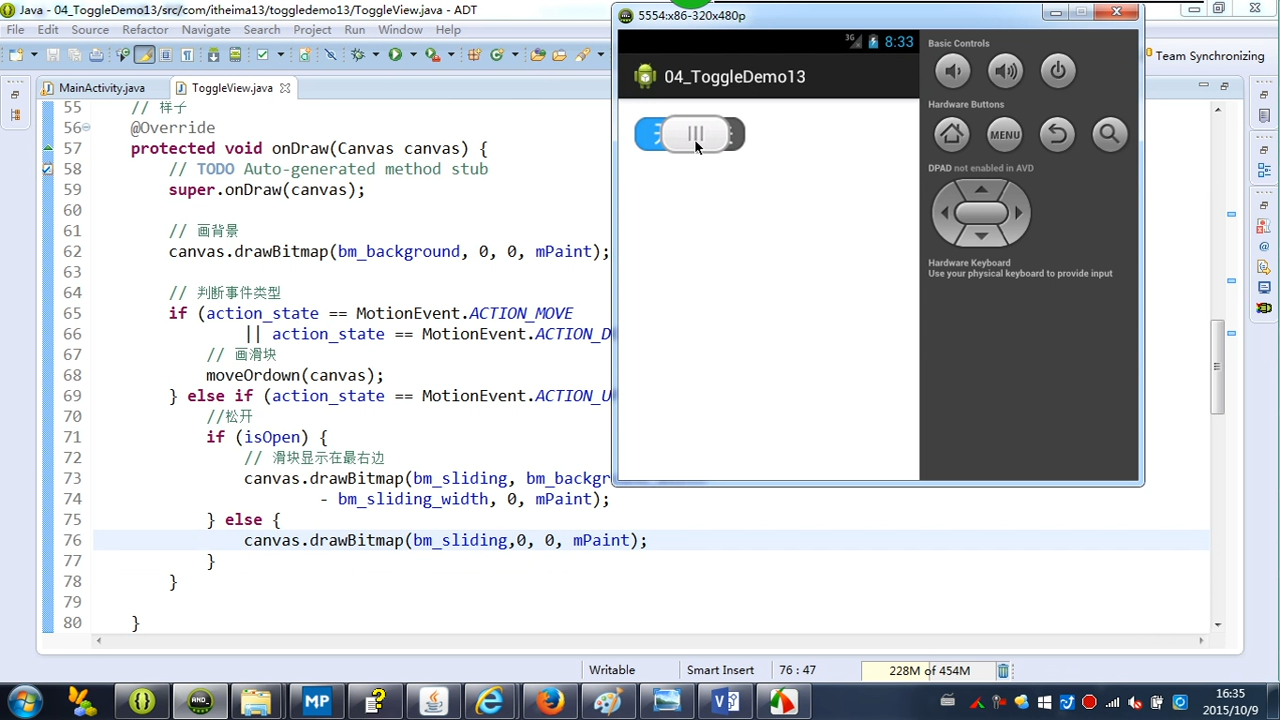 Java - 04_ToggleDemo13/src/com/itheima13/toggledemo13/ToggleView.java - ADT
File Edit Source Refactor Navigate Search Project Run Window Help
Team Synchronizing
MainActivity.java ToggleView.java
55 // 样子
56 @Override
57 protected void onDraw(Canvas canvas) {
58 // TODO Auto-generated method stub
59 super.onDraw(canvas);
60
61 // 画背景
62 canvas.drawBitmap(bm_background, 0, 0, mPaint);
63
64 // 判断事件类型
65 if (action_state == MotionEvent.ACTION_MOVE
66 || action_state == MotionEvent.ACTION_D
67 // 画滑块
68 moveOrdown(canvas);
69 } else if (action_state == MotionEvent.ACTION_U
70 //松开
71 if (isOpen) {
72 // 滑块显示在最右边
73 canvas.drawBitmap(bm_sliding, bm_backgr
74 - bm_sliding_width, 0, mPaint);
75 } else {
76 canvas.drawBitmap(bm_sliding,0, 0, mPaint);
77 }
78 }
79
80 }
5554:x86-320x480p
3G 8:33
04_ToggleDemo13
Basic Controls
Hardware Buttons
MENU
DPAD not enabled in AVD
Hardware Keyboard
Use your physical keyboard to provide input
Writable Smart Insert 76 : 47 228M of 454M
AND_ MP
16:35
2015/10/9